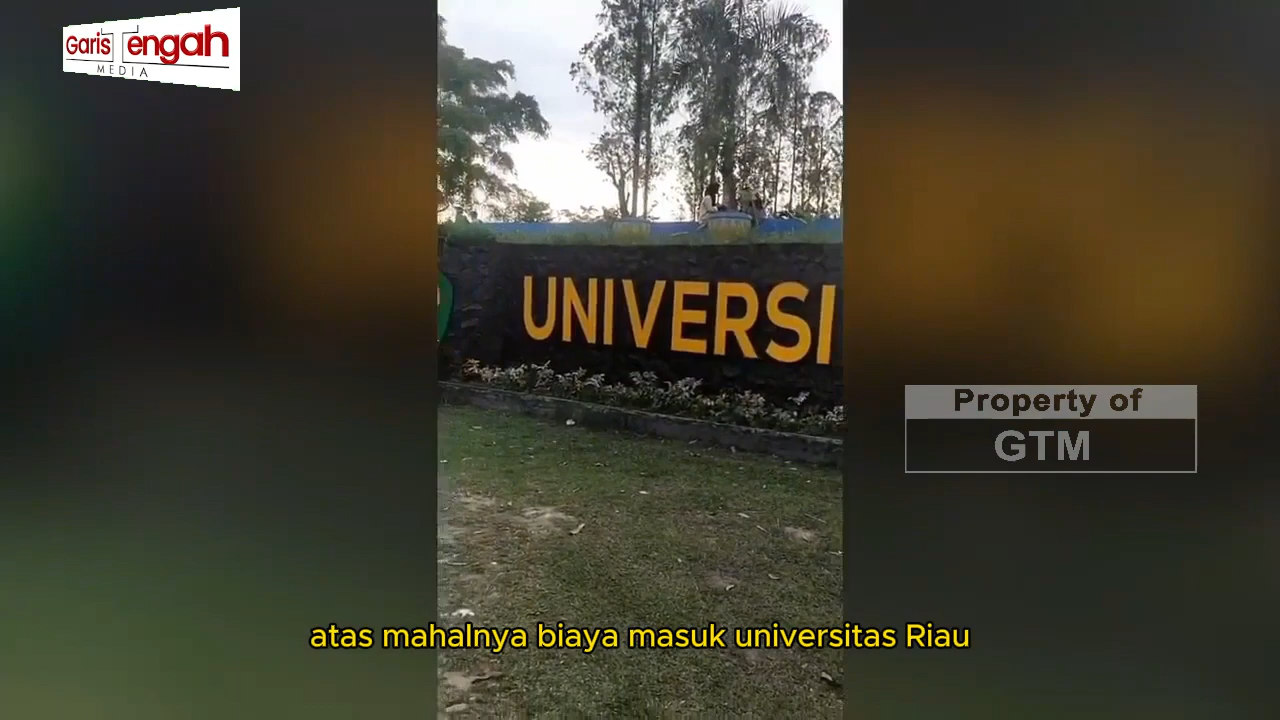 Garis Tengah
MEDIA
UNIVERSI
Property of
GTM
atas mahalnya biaya masuk universitas Riau